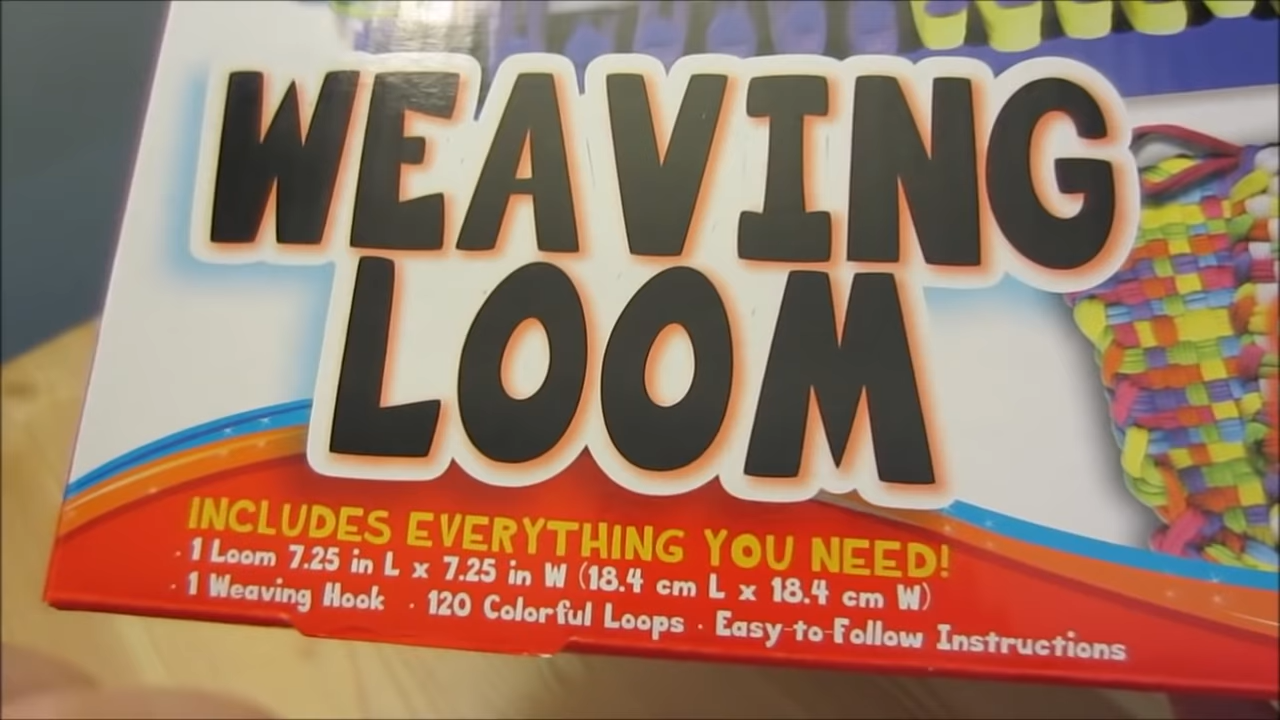 WEAVING
LOOM
INCLUDES EVERYTHING YOU NEED!
· 1 Loom 7.25 in L x 7.25 in W (18.4 cm L x 18.4 cm W)
· 1 Weaving Hook · 120 Colorful Loops · Easy-to-Follow Instructions